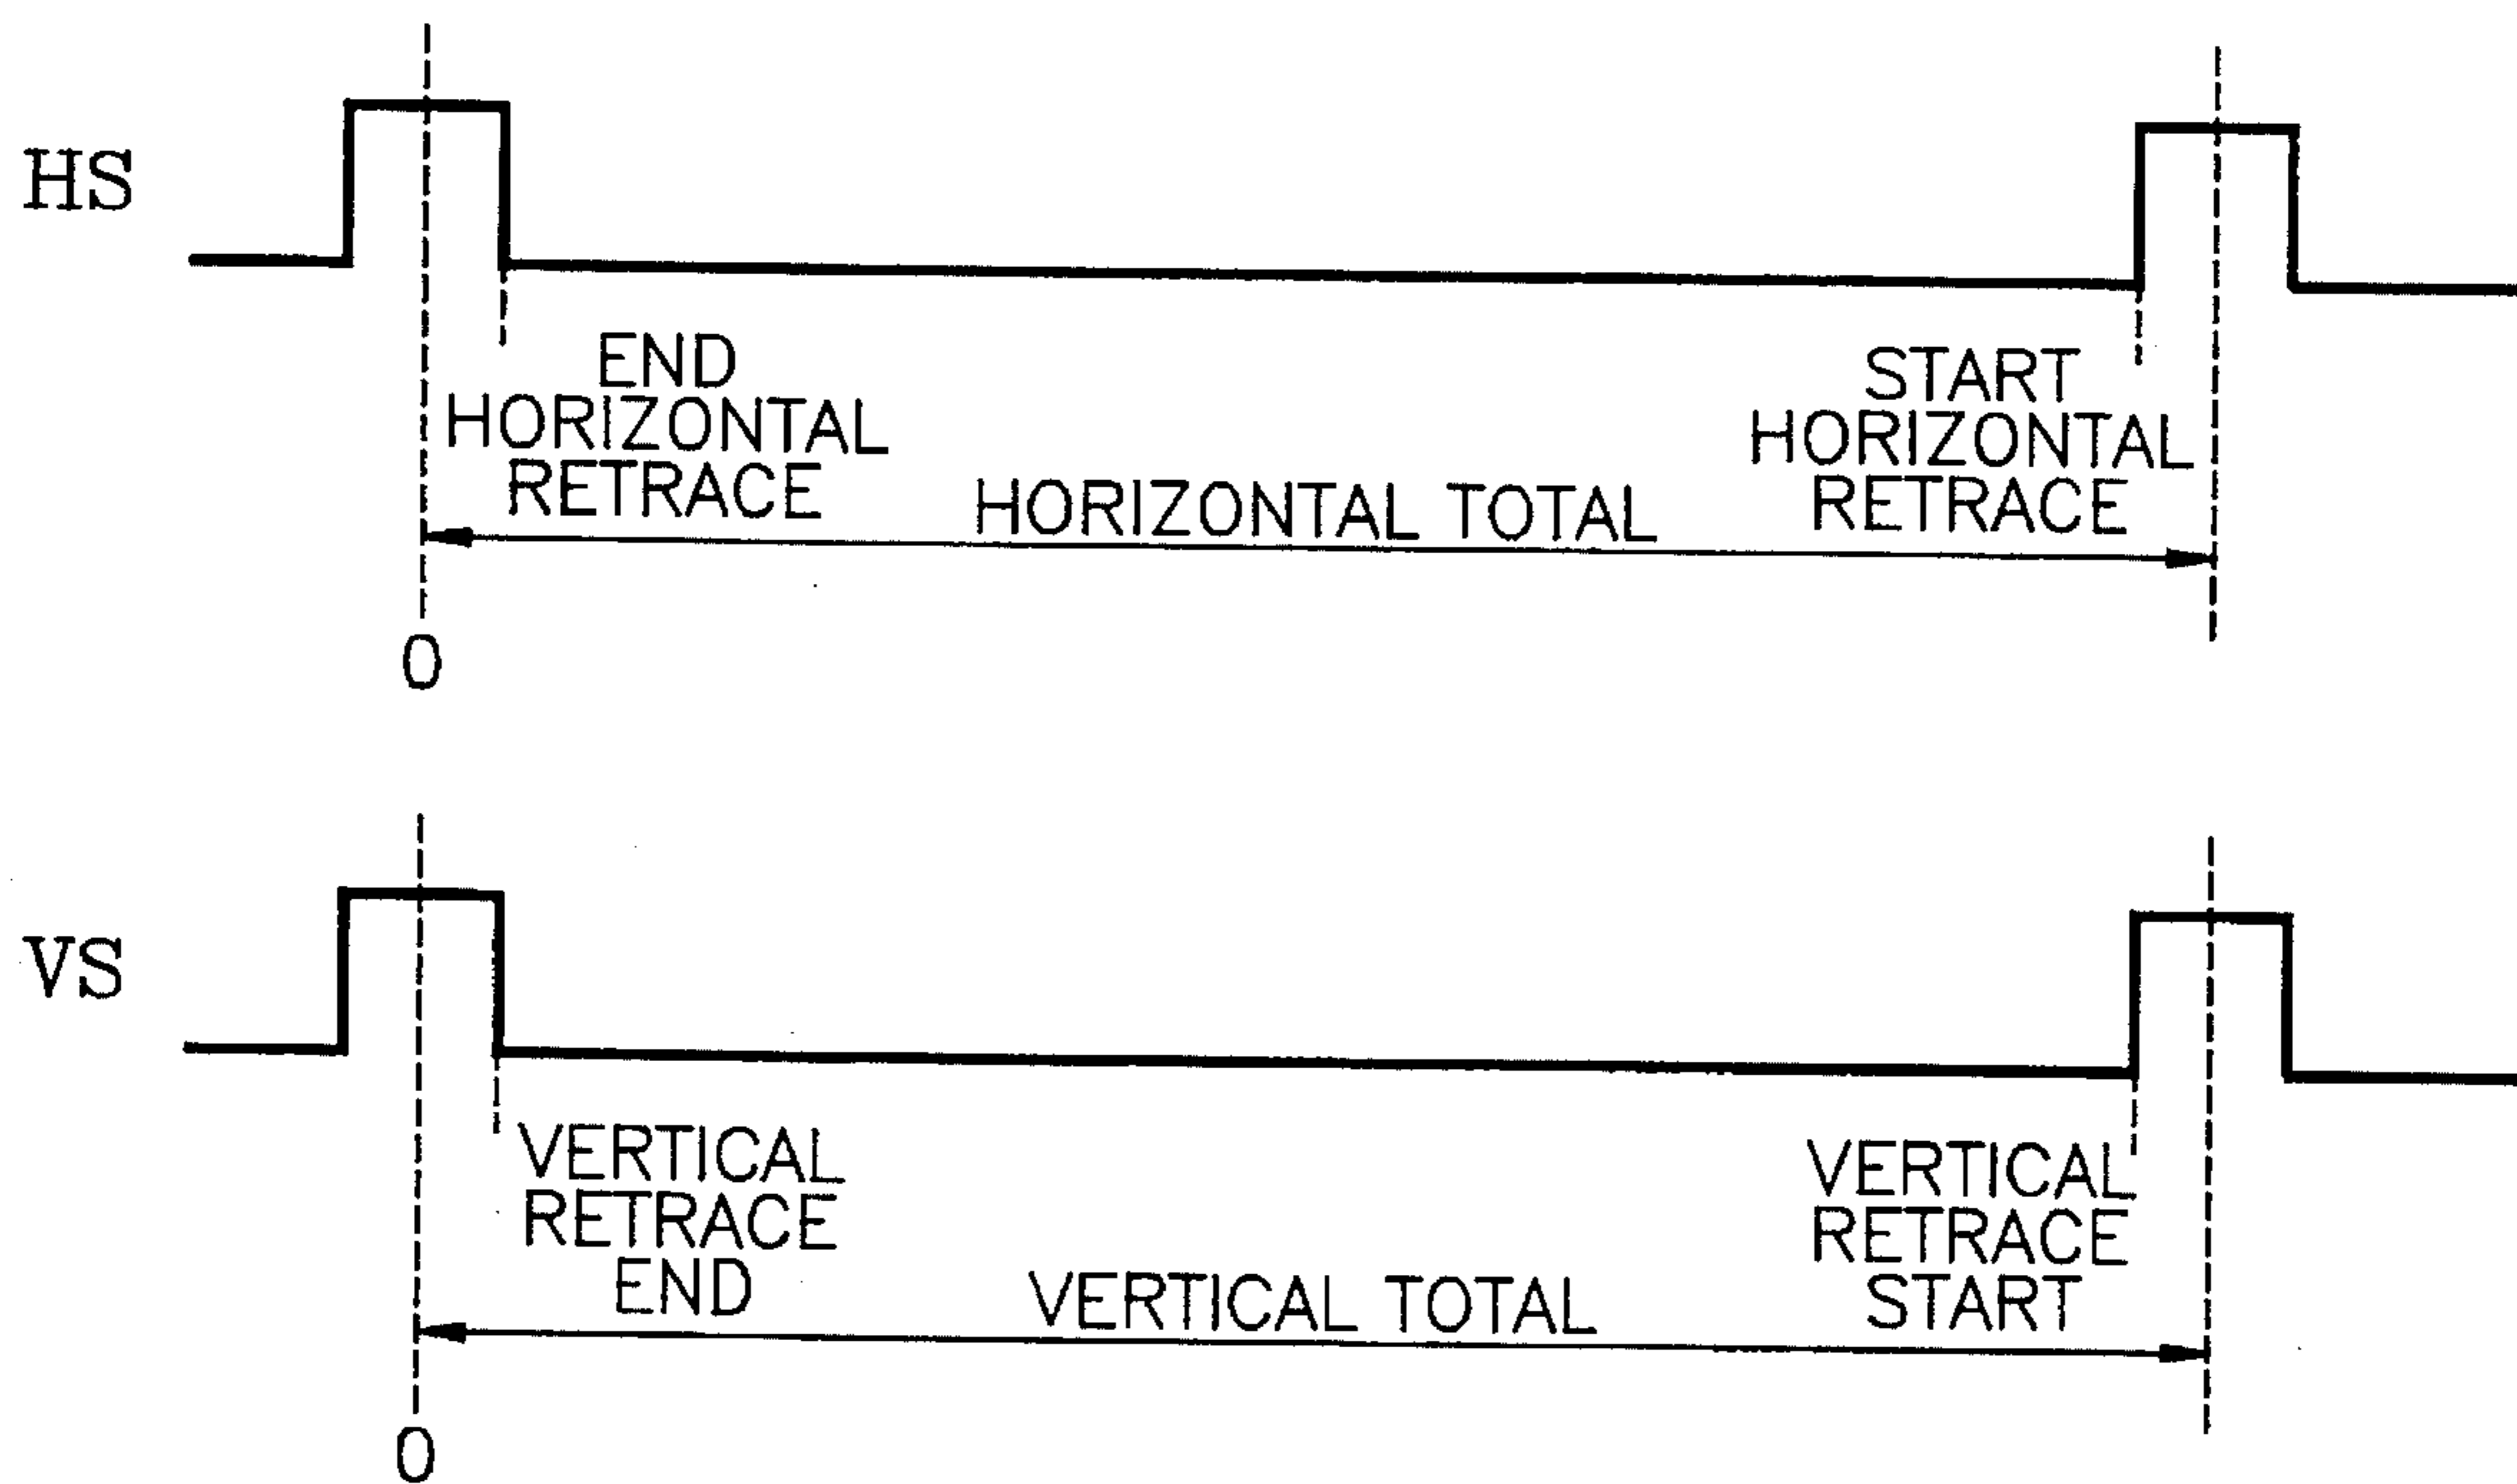 HS
END
HORIZONTAL
RETRACE
HORIZONTAL TOTAL
START
HORIZONTAL
RETRACE
0
VS
VERTICAL
RETRACE
END
VERTICAL TOTAL
VERTICAL
RETRACE
START
0